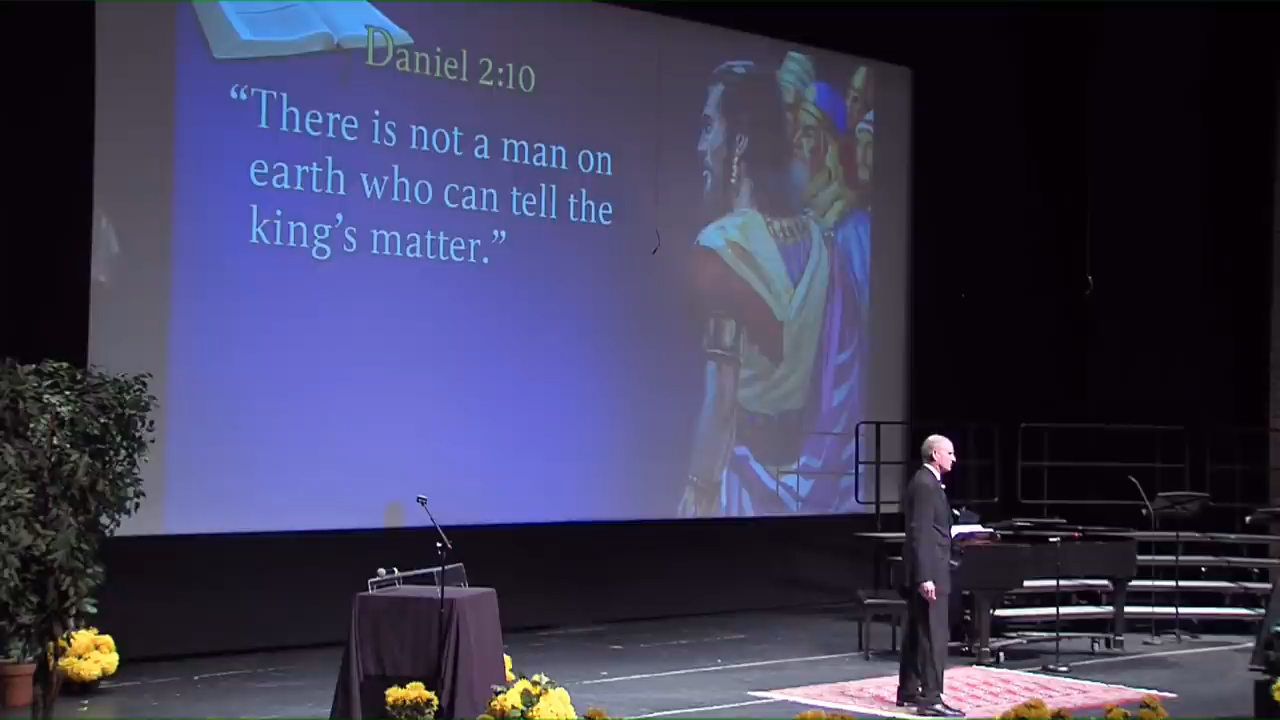 Daniel 2:10
“There is not a man on
earth who can tell the
king’s matter.”